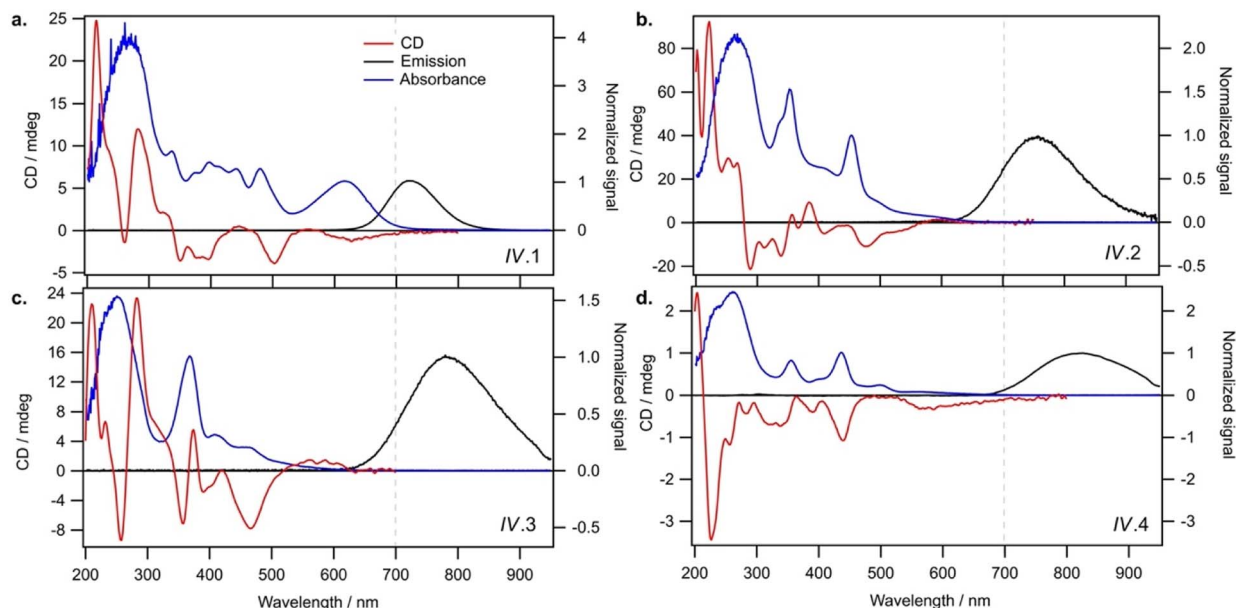 a.
25
20
15
10
5
0
-5
CD / mdeg
CD
Emission
Absorbance
4
3
2
1
0
Normalized signal
IV.1
b.
80
60
40
20
0
-20
CD / mdeg
2.0
1.5
1.0
0.5
0.0
-0.5
Normalized signal
IV.2
c.
24
20
16
12
8
4
0
-4
-8
CD / mdeg
1.5
1.0
0.5
0.0
-0.5
Normalized signal
IV.3
200 300 400 500 600 700 800 900
Wavelength / nm
d.
2
1
0
-1
-2
-3
CD / mdeg
2
1
0
-1
-2
-3
Normalized signal
IV.4
200 300 400 500 600 700 800 900
Wavelength / nm